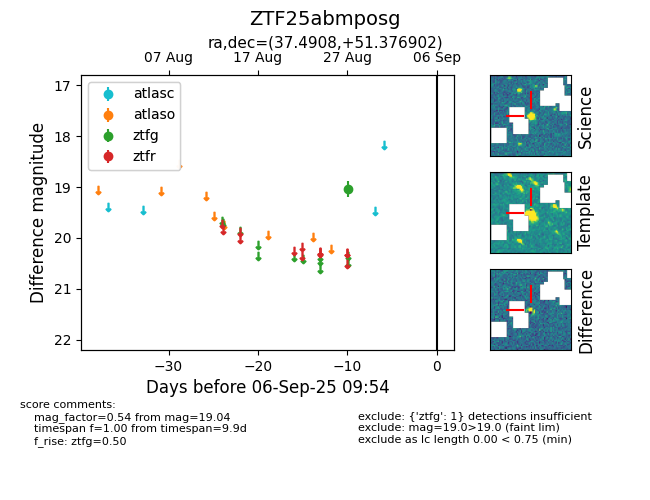 ZTF25abmposg
ra,dec=(37.4908,+51.376902)
07 Aug
17 Aug
27 Aug
06 Sep
17
18
19
20
21
22
Difference magnitude
atlasc
atlaso
ztfg
ztfr
−30
−20
−10
0
Days before 06-Sep-25 09:54
Science
Template
Difference
score comments:
mag_factor=0.54 from mag=19.04
timespan f=1.00 from timespan=9.9d
f_rise: ztfg=0.50
exclude: {'ztfg': 1} detections insufficient
exclude: mag=19.0>19.0 (faint lim)
exclude as lc length 0.00 < 0.75 (min)